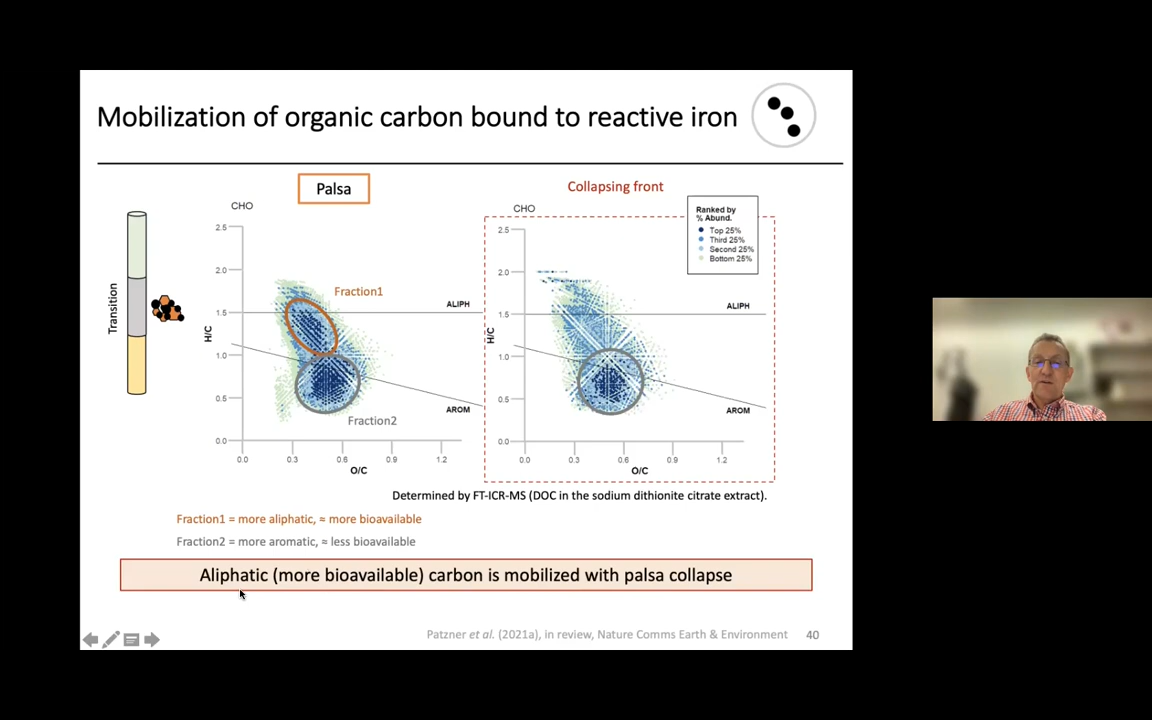 Mobilization of organic carbon bound to reactive iron
Palsa
Collapsing front
CHO
2.5
2.0
1.5
1.0
0.5
0.0
H/C
0.0 0.3 0.6 0.9 1.2
O/C
Fraction1
Fraction2
ALIPH
AROM
Transition
CHO
2.5
2.0
1.5
1.0
0.5
0.0
H/C
0.0 0.3 0.6 0.9 1.2
O/C
ALIPH
AROM
Ranked by
% Abund.
Top 25%
Third 25%
Second 25%
Bottom 25%
Determined by FT-ICR-MS (DOC in the sodium dithionite citrate extract).
Fraction1 = more aliphatic, ≈ more bioavailable
Fraction2 = more aromatic, ≈ less bioavailable
Aliphatic (more bioavailable) carbon is mobilized with palsa collapse
Patzner et al. (2021a), in review, Nature Comms Earth & Environment 40